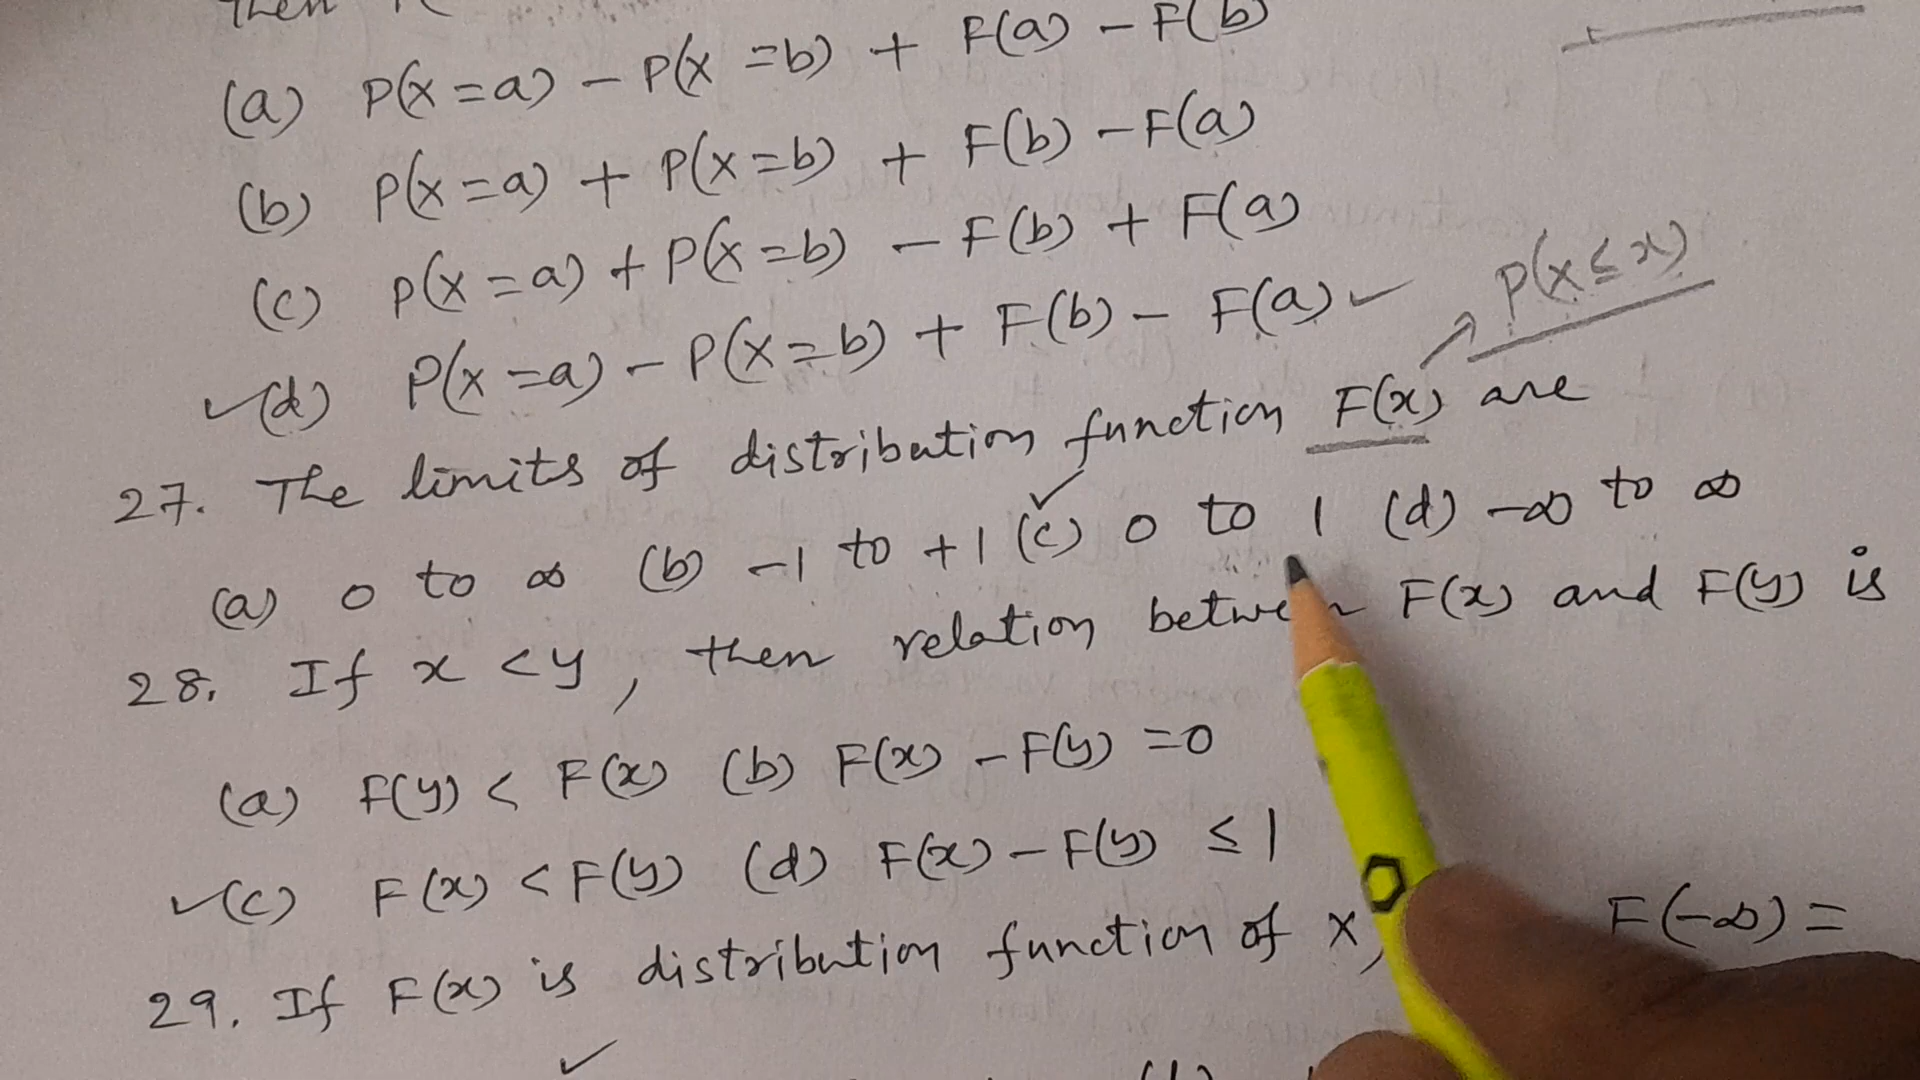 Then
(a) P(X=a) - P(X=b) + F(a) - F(b)
(b) P(X=a) + P(X=b) + F(b) - F(a)
(c) P(X=a) + P(X=b) - F(b) + F(a)
(d) P(X=a) - P(X=b) + F(b) - F(a)
P(X≤x)
27. The limits of distribution function F(x) are
(a) 0 to ∞ (b) -1 to +1 (c) 0 to 1 (d) -∞ to ∞
28. If x < y, then relation between F(x) and F(y) is
(a) F(y) < F(x) (b) F(x) - F(y) = 0
(c) F(x) < F(y) (d) F(x) - F(y) ≤ 1
29. If F(x) is distribution function of X, F(-∞) =